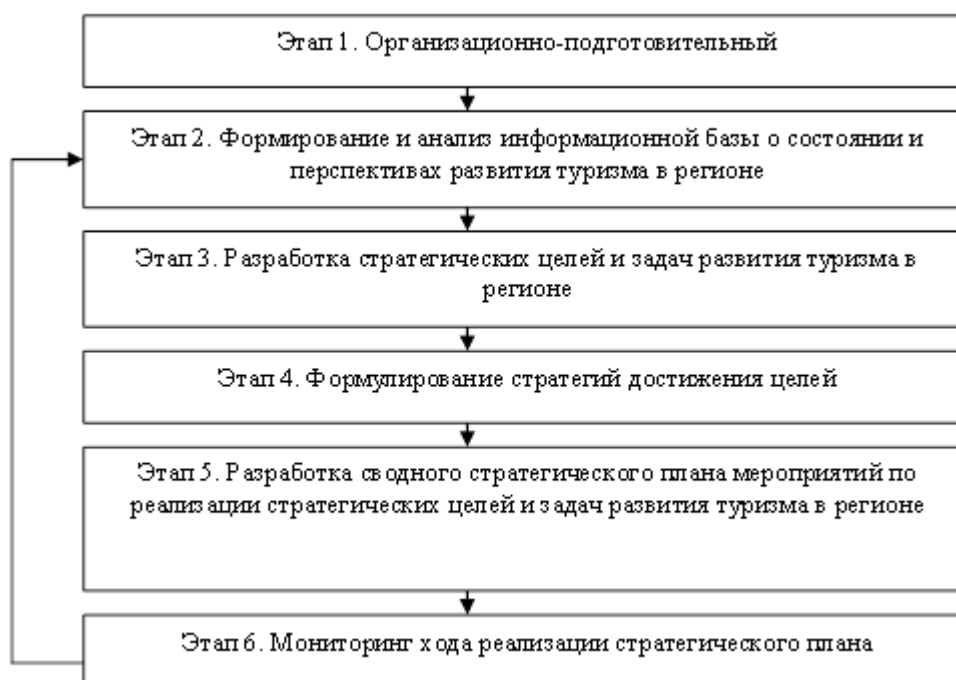 Этап 1. Организационно-подготовительный
Этап 2. Формирование и анализ информационной базы о состоянии и
перспективах развития туризма в регионе
Этап 3. Разработка стратегических целей и задач развития туризма в
регионе
Этап 4. Формулирование стратегий достижения целей
Этап 5. Разработка сводного стратегического плана мероприятий по
реализации стратегических целей и задач развития туризма в регионе
Этап 6. Мониторинг хода реализации стратегического плана